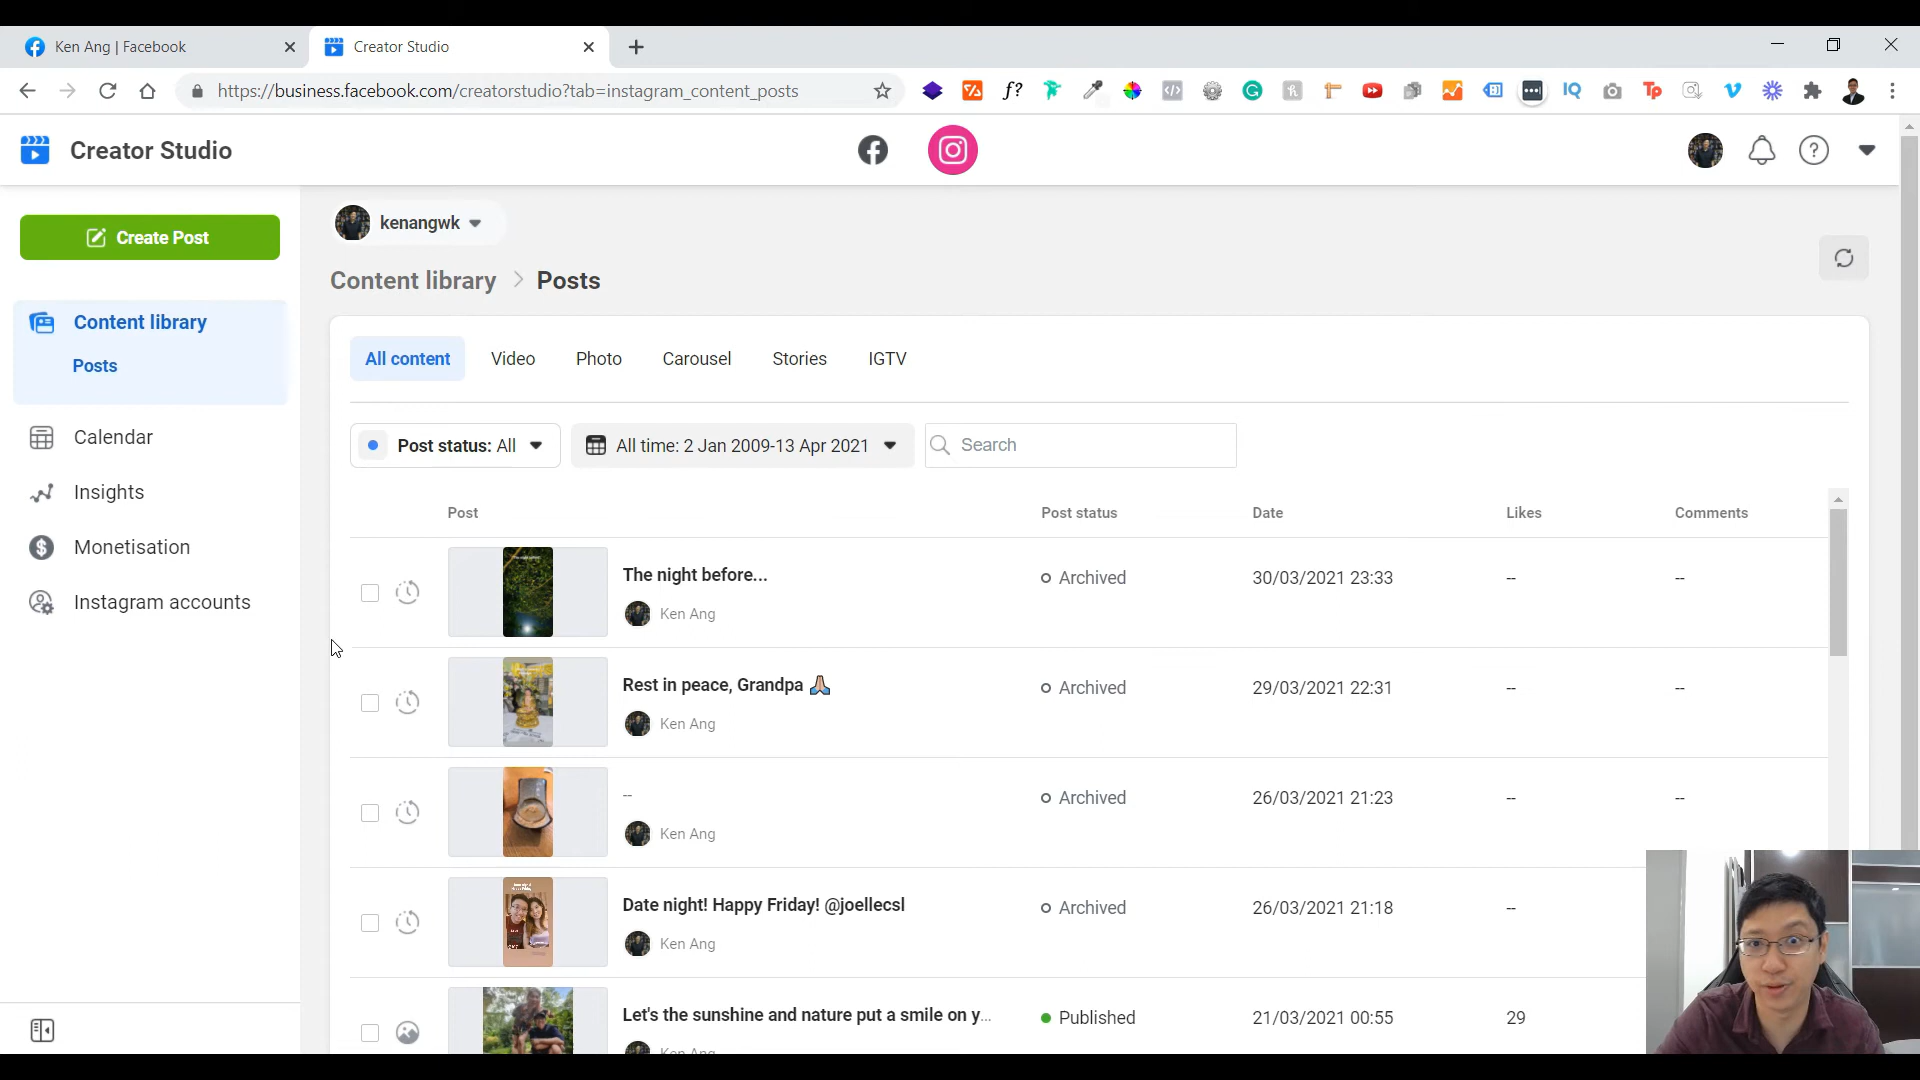 Ken Ang | Facebook
Creator Studio
https://business.facebook.com/creatorstudio?tab=instagram_content_posts
f?
IQ
Tp
Creator Studio
Create Post
Content library
Posts
Calendar
Insights
Monetisation
Instagram accounts
kenangwk
Content library > Posts
All content Video Photo Carousel Stories IGTV
Post status: All
All time: 2 Jan 2009-13 Apr 2021
Search
Post Post status Date Likes Comments
The night before... Archived 30/03/2021 23:33 -- --
Ken Ang
Rest in peace, Grandpa 🙏🏼 Archived 29/03/2021 22:31 -- --
Ken Ang
-- Archived 26/03/2021 21:23 -- --
Ken Ang
Date night! Happy Friday! @joellecsl Archived 26/03/2021 21:18 --
Ken Ang
Let's the sunshine and nature put a smile on y... Published 21/03/2021 00:55 29
Ken Ang